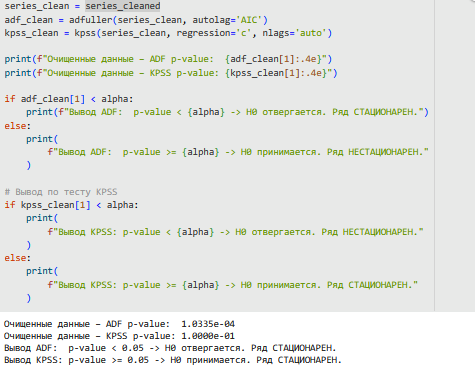 series_clean = series_cleaned
adf_clean = adfuller(series_clean, autolag='AIC')
kpss_clean = kpss(series_clean, regression='c', nlags='auto')

print(f"Очищенные данные – ADF p-value:  {adf_clean[1]:.4e}")
print(f"Очищенные данные – KPSS p-value: {kpss_clean[1]:.4e}")

if adf_clean[1] < alpha:
    print(f"Вывод ADF:  p-value < {alpha} -> H0 отвергается. Ряд СТАЦИОНАРЕН.")
else:
    print(
        f"Вывод ADF:  p-value >= {alpha} -> H0 принимается. Ряд НЕСТАЦИОНАРЕН."
    )

# Вывод по тесту KPSS
if kpss_clean[1] < alpha:
    print(
        f"Вывод KPSS: p-value < {alpha} -> H0 отвергается. Ряд НЕСТАЦИОНАРЕН."
    )
else:
    print(
        f"Вывод KPSS: p-value >= {alpha} -> H0 принимается. Ряд СТАЦИОНАРЕН."
    )

Очищенные данные – ADF p-value:  1.0335e-04
Очищенные данные – KPSS p-value: 1.0000e-01
Вывод ADF:  p-value < 0.05 -> H0 отвергается. Ряд СТАЦИОНАРЕН.
Вывод KPSS: p-value >= 0.05 -> H0 принимается. Ряд СТАЦИОНАРЕН.